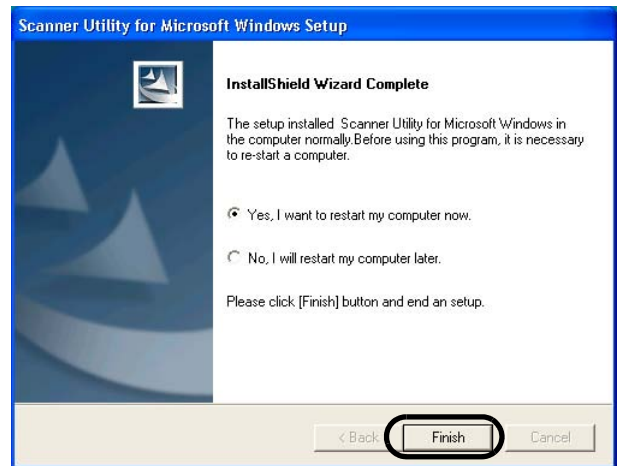 Scanner Utility for Microsoft Windows Setup
InstallShield Wizard Complete
The setup installed Scanner Utility for Microsoft Windows in
the computer normally.Before using this program, it is necessary
to re-start a computer.
Yes, I want to restart my computer now.
No, I will restart my computer later.
Please click [Finish] button and end an setup.
< Back Finish Cancel